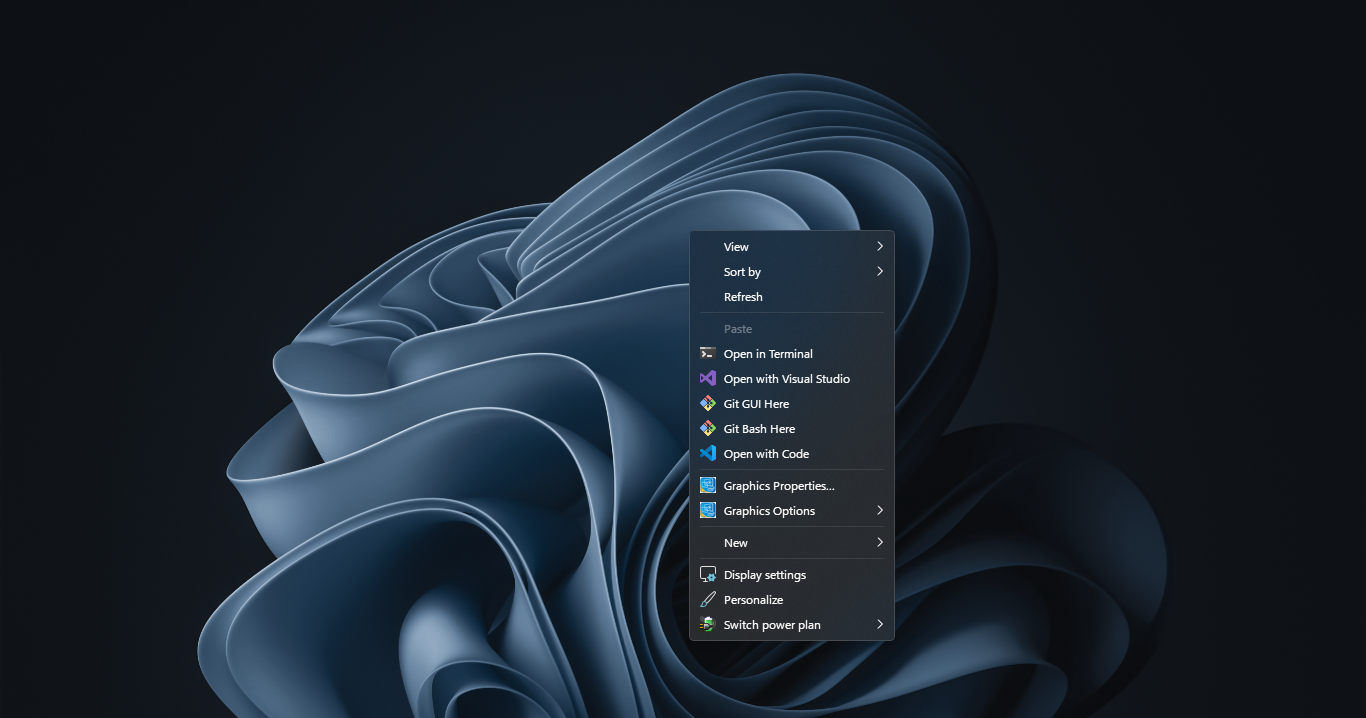 View
Sort by
Refresh
Paste
Open in Terminal
Open with Visual Studio
Git GUI Here
Git Bash Here
Open with Code
Graphics Properties...
Graphics Options
New
Display settings
Personalize
Switch power plan